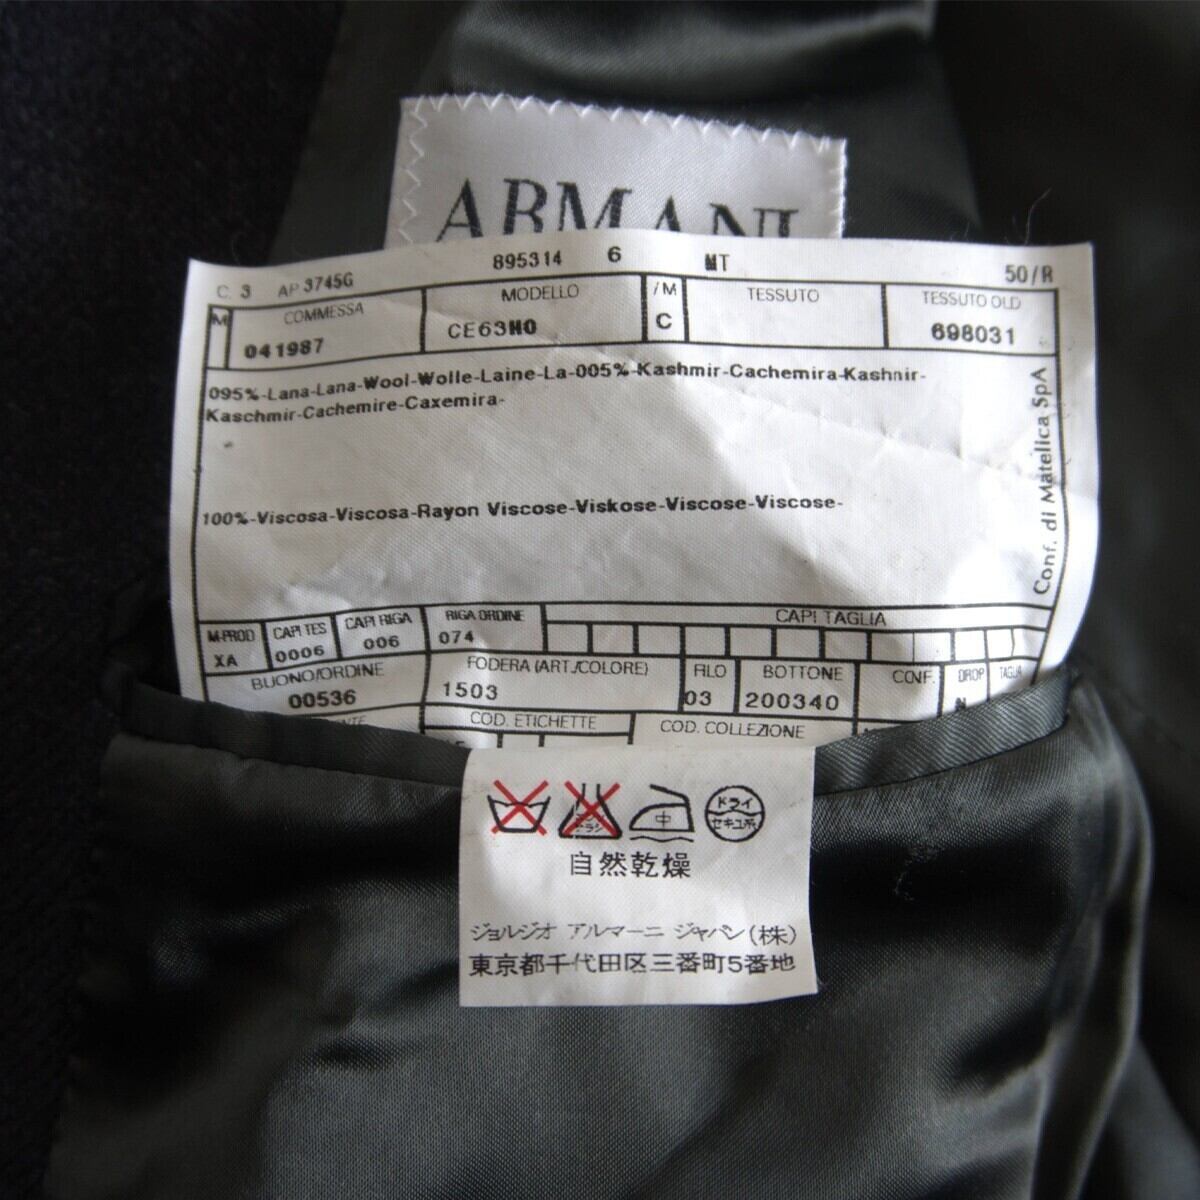 ARMANI
C. 3 AP 3745G 895314 6 MT 50/R
M COMMESSA MODELLO /M TESSUTO TESSUTO OLD
041987 CE63H0 C 698031
095%-Lana-Lana-Wool-Wolle-Laine-La-005%-Kashmir-Cachemira-Kashnir-
Kaschmir-Cachemire-Caxemira-
100%-Viscosa-Viscosa-Rayon Viscose-Viskose-Viscose-Viscose-
Conf. di Matelica SpA
M-PROD CAPI TES CAPI RIGA RIGA ORDINE CAPI TAGLIA
XA 0006 006 074
BUONO/ORDINE FODERA (ART./COLORE) FILO BOTTONE CONF. DROP TAGLIA
00536 1503 03 200340
COD. ETICHETTE COD. COLLEZIONE
中 ドライ
セキユ系
自然乾燥
ジョルジオ アルマーニ ジャパン(株)
東京都千代田区三番町5番地